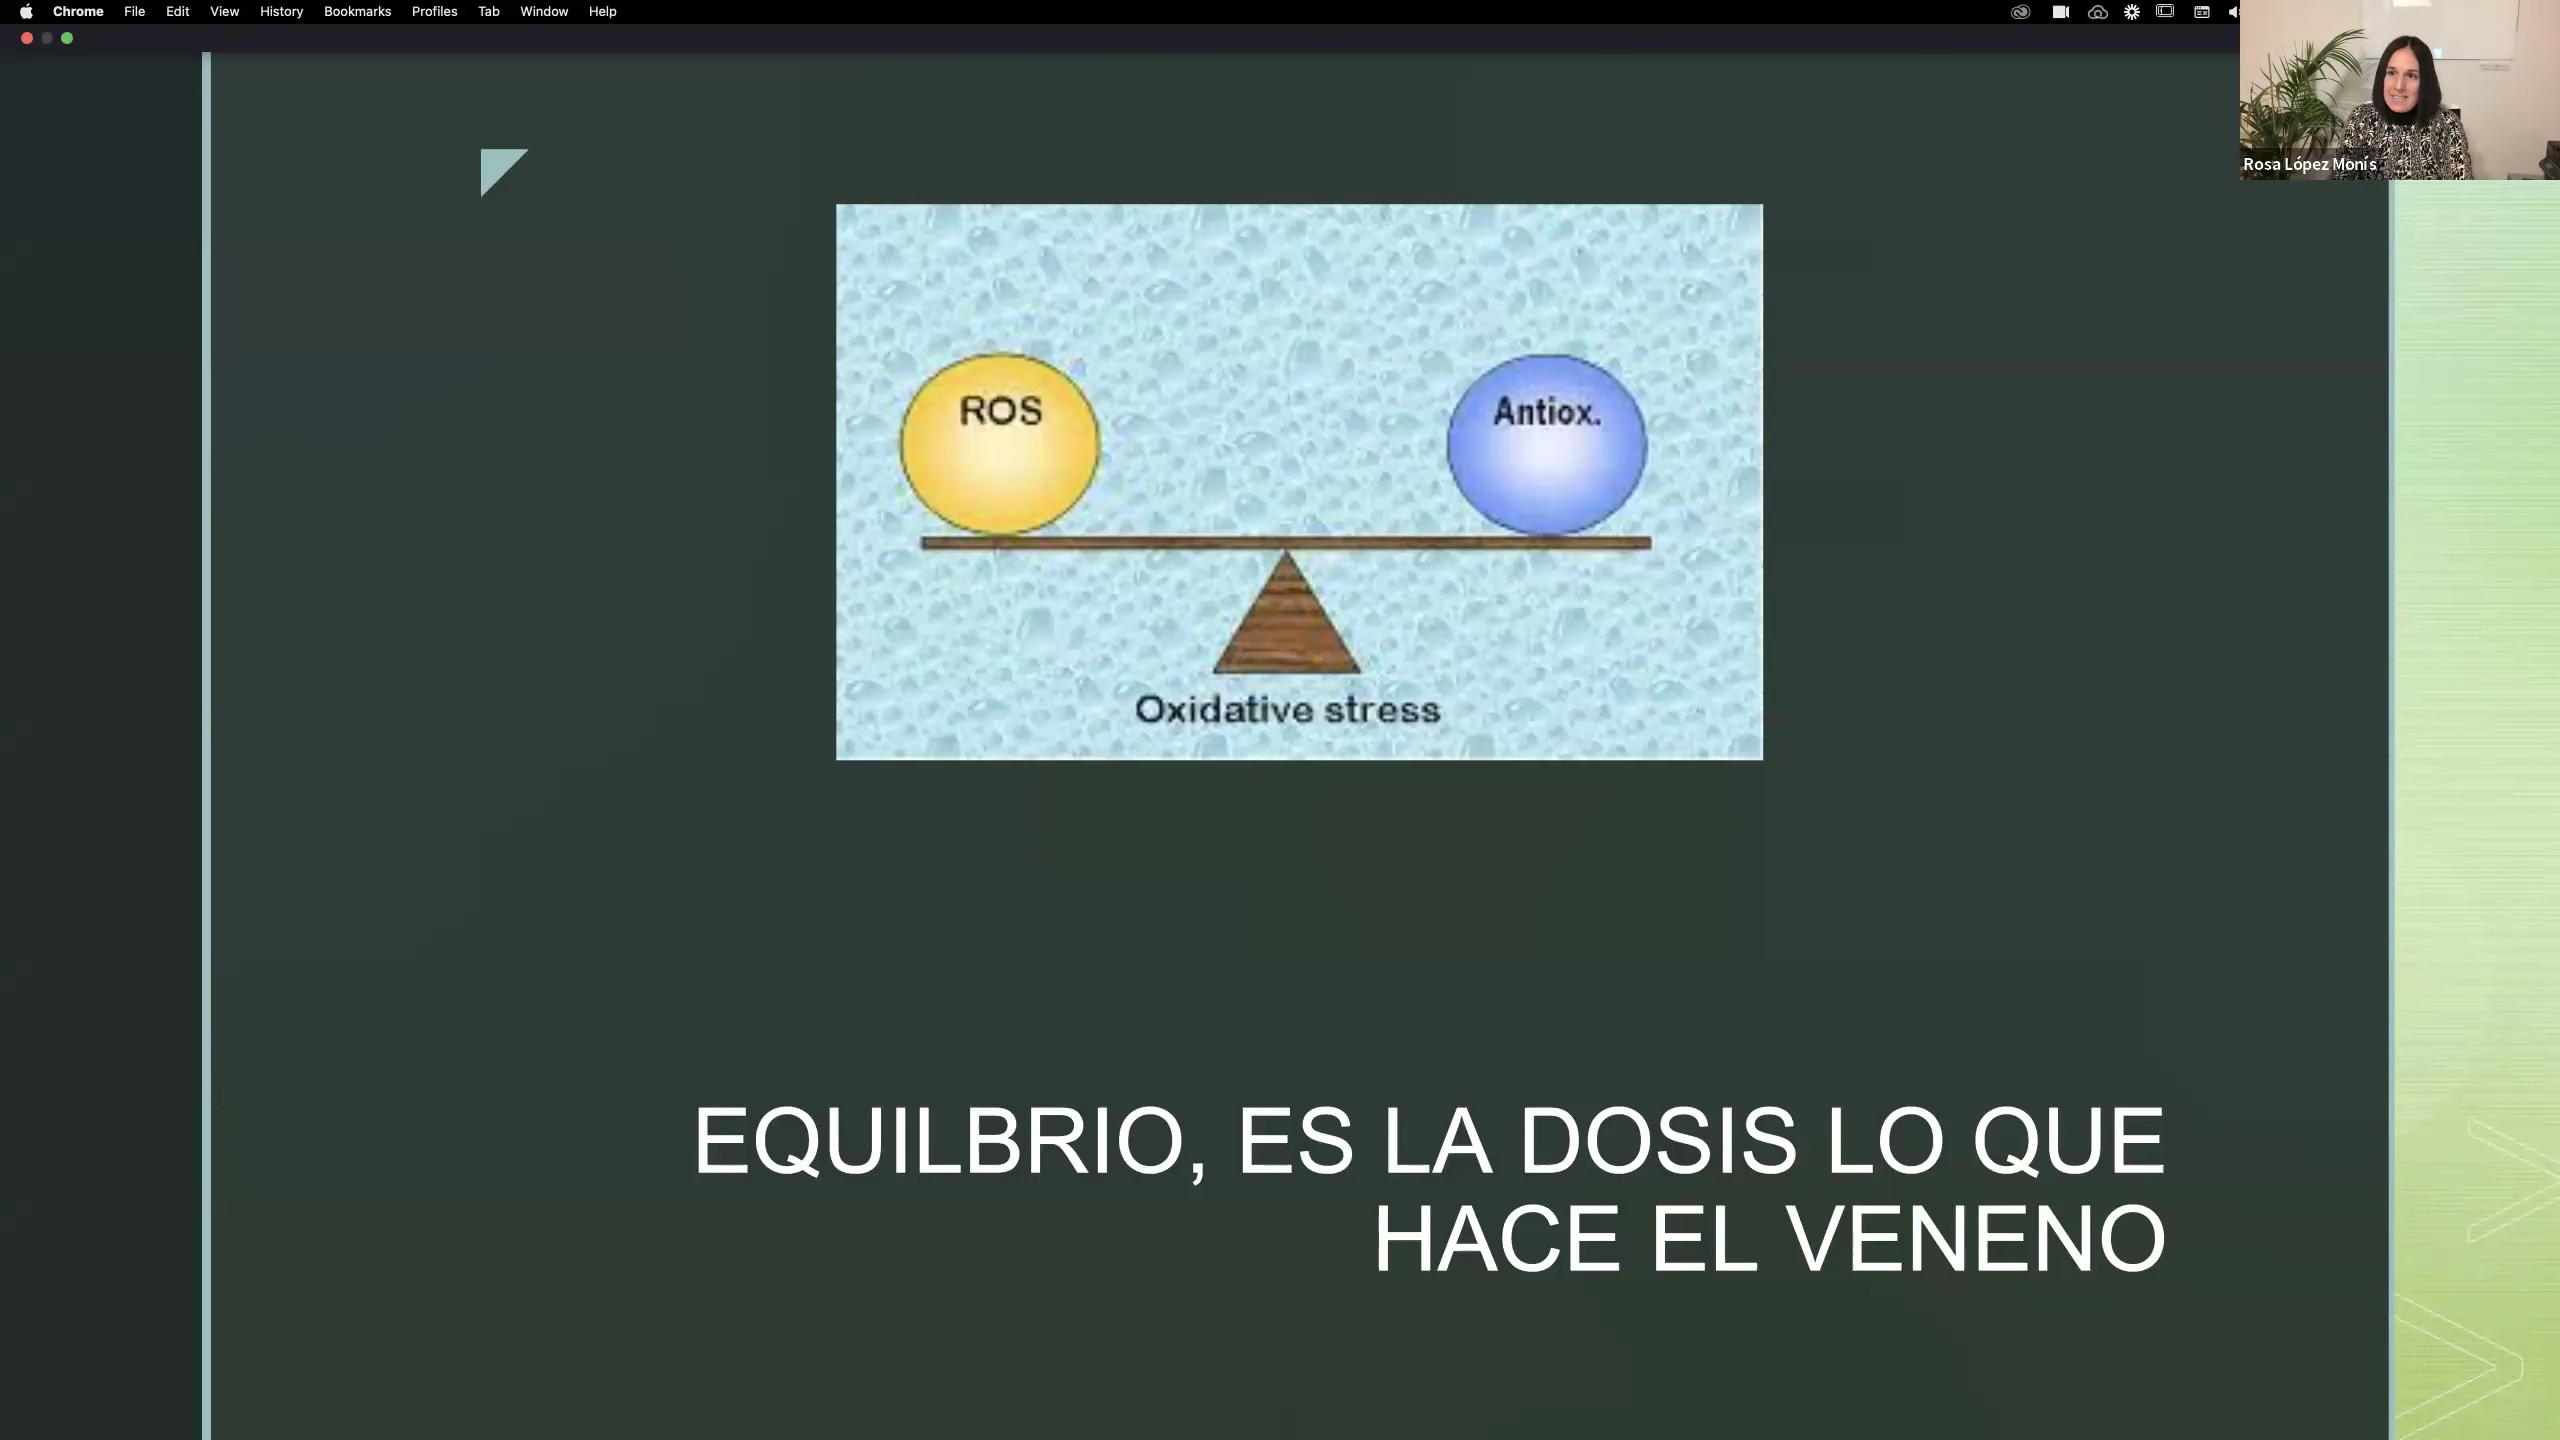 Chrome File Edit View History Bookmarks Profiles Tab Window Help
Rosa López Monís
ROS
Antiox.
Oxidative stress
EQUILBRIO, ES LA DOSIS LO QUE
HACE EL VENENO